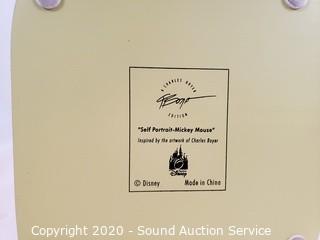 A CHARLES BOYER
Boyer
EDITION
"Self Portrait-Mickey Mouse"
Inspired by the artwork of Charles Boyer
Disney
© Disney Made in China
Copyright 2020 - Sound Auction Service